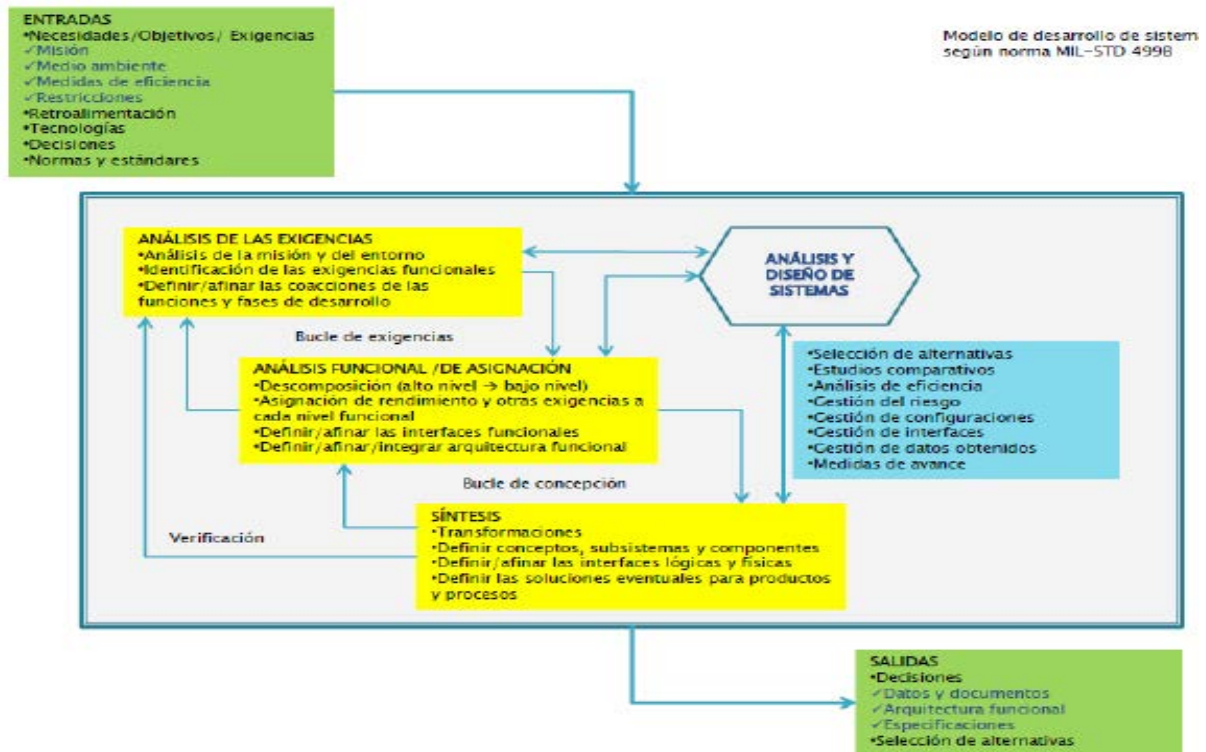 ENTRADAS
•Necesidades/Objetivos/ Exigencias
✓Misión
✓Medio ambiente
✓Medidas de eficiencia
✓Restricciones
•Retroalimentación
•Tecnologías
•Decisiones
•Normas y estándares
Modelo de desarrollo de sistem
según norma MIL-STD 499B
ANÁLISIS DE LAS EXIGENCIAS
•Análisis de la misión y del entorno
•Identificación de las exigencias funcionales
•Definir/afinar las coacciones de las
funciones y fases de desarrollo
ANÁLISIS Y
DISEÑO DE
SISTEMAS
Bucle de exigencias
ANÁLISIS FUNCIONAL /DE ASIGNACIÓN
•Descomposición (alto nivel → bajo nivel)
•Asignación de rendimiento y otras exigencias a
cada nivel funcional
•Definir/afinar las interfaces funcionales
•Definir/afinar/integrar arquitectura funcional
•Selección de alternativas
•Estudios comparativos
•Análisis de eficiencia
•Gestión del riesgo
•Gestión de configuraciones
•Gestión de interfaces
•Gestión de datos obtenidos
•Medidas de avance
Bucle de concepción
Verificación
SÍNTESIS
•Transformaciones
•Definir conceptos, subsistemas y componentes
•Definir/afinar las interfaces lógicas y físicas
•Definir las soluciones eventuales para productos
y procesos
SALIDAS
•Decisiones
✓Datos y documentos
✓Arquitectura funcional
✓Especificaciones
•Selección de alternativas